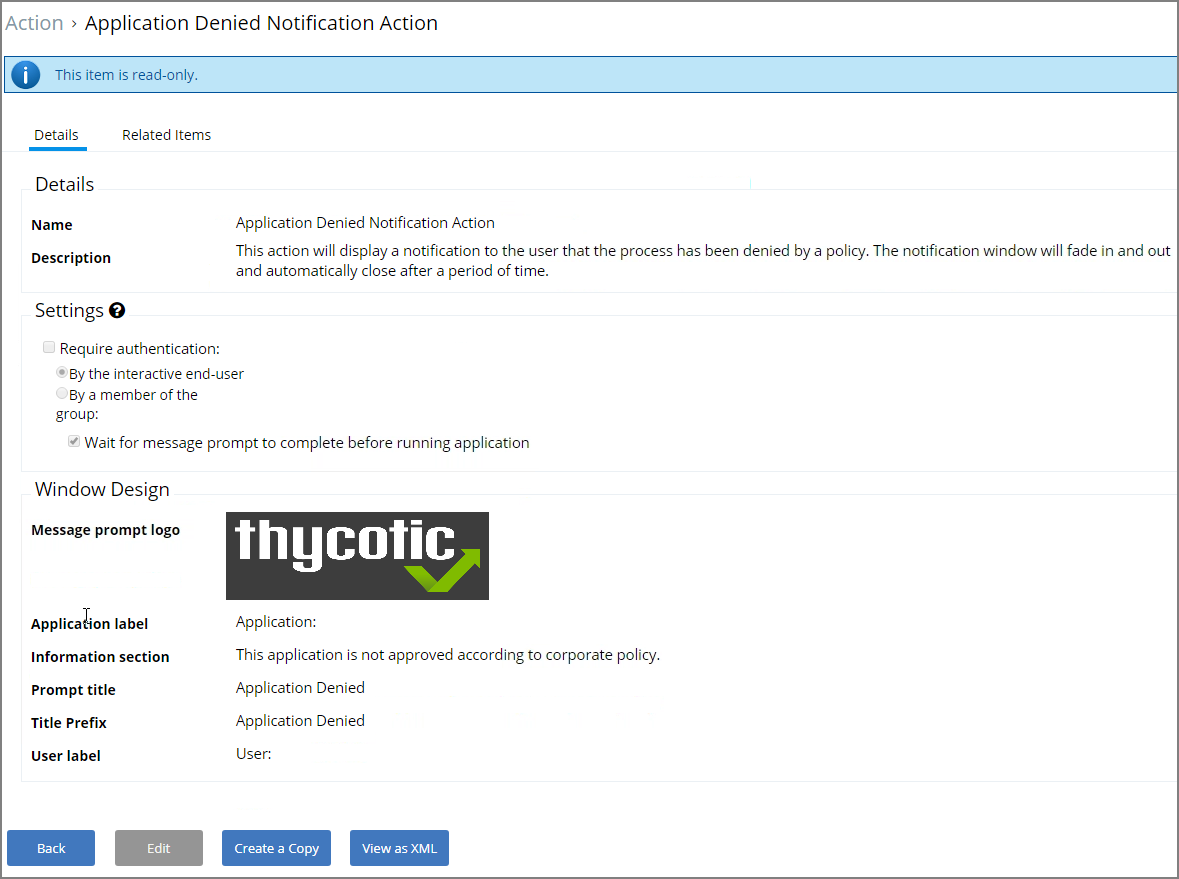 Action > Application Denied Notification Action
This item is read-only.
Details Related Items
Details
Name Application Denied Notification Action
Description This action will display a notification to the user that the process has been denied by a policy. The notification window will fade in and out
and automatically close after a period of time.
Settings ?
Require authentication:
By the interactive end-user
By a member of the
group:
Wait for message prompt to complete before running application
Window Design
Message prompt logo thycotic
Application label Application:
Information section This application is not approved according to corporate policy.
Prompt title Application Denied
Title Prefix Application Denied
User label User:
Back Edit Create a Copy View as XML